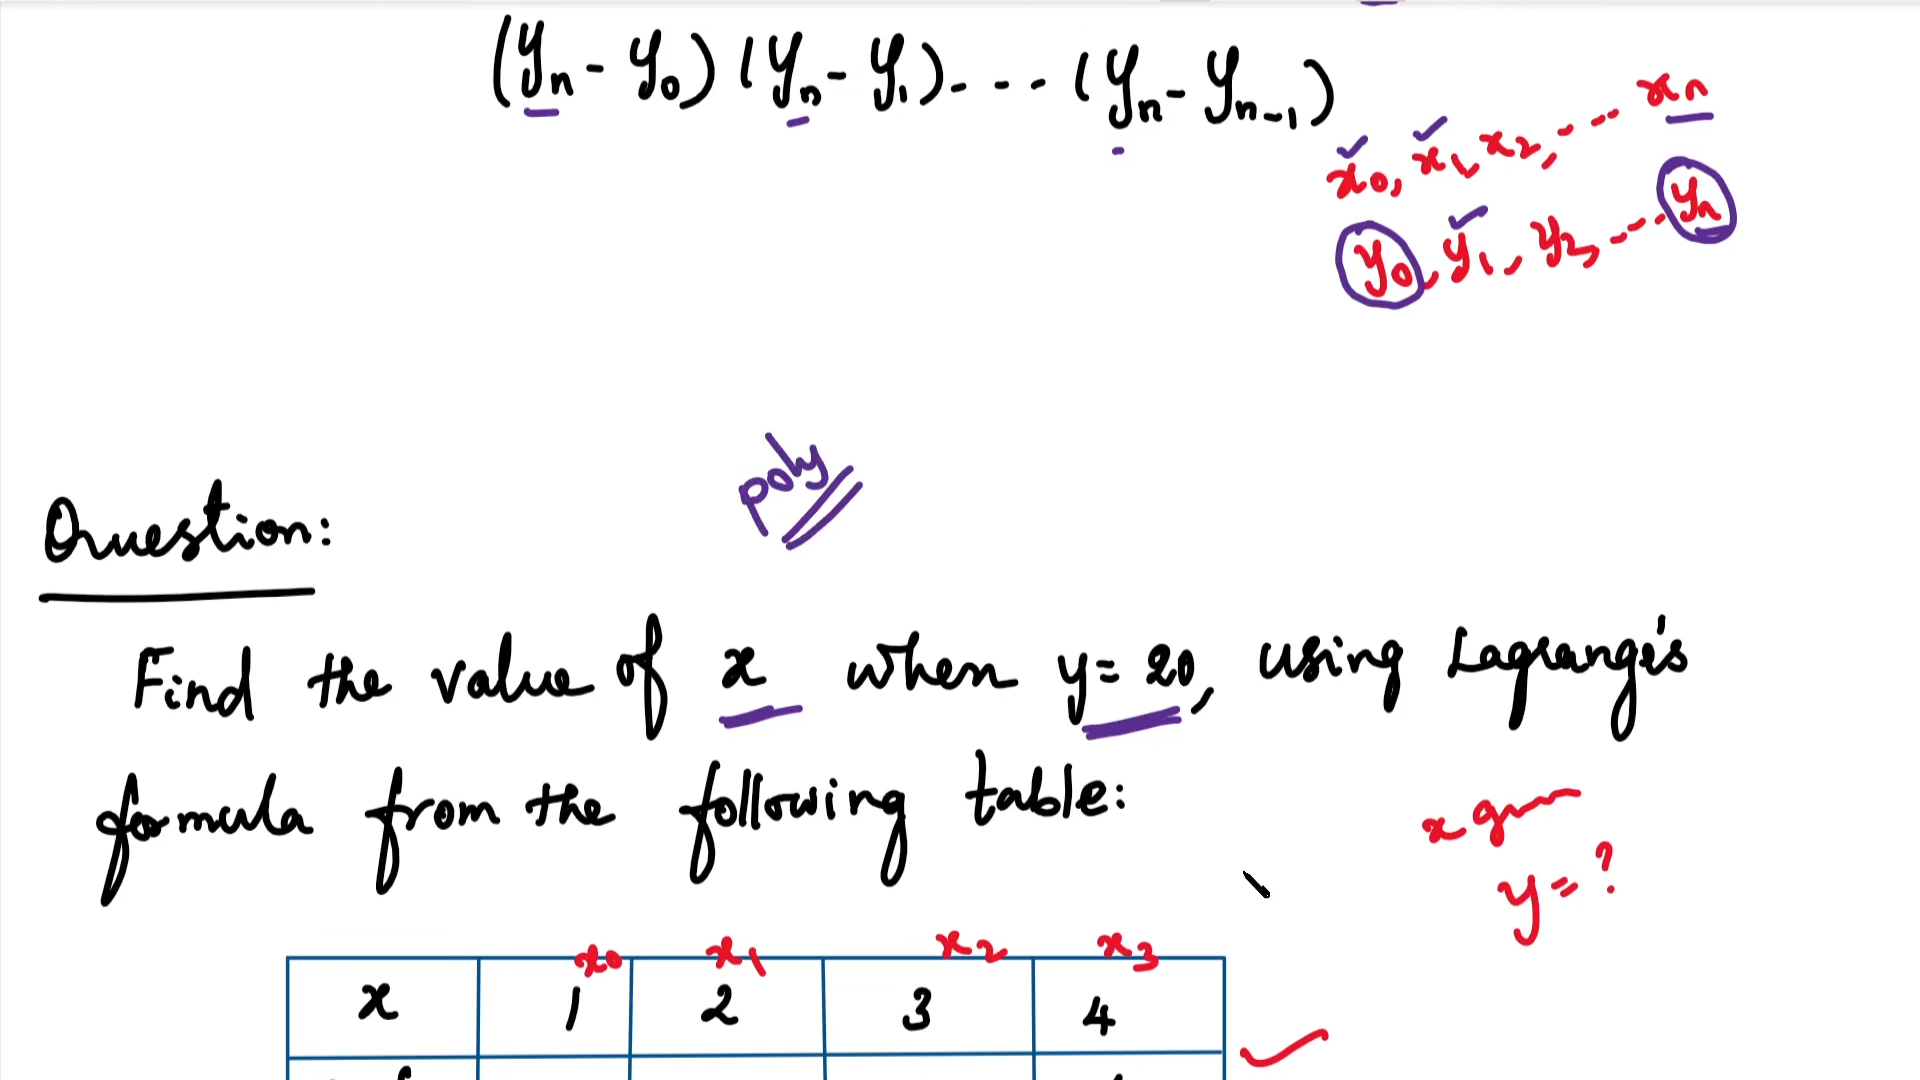 (yn - y0) (yn - y1) - - - (yn - yn-1)
x0, x1, x2, ---- xn
y0, y1, y2, ---- yn
poly
Question:
Find the value of x when y = 20, using Lagrange's
formula from the following table:
x
y = ?
x0 x1 x2 x3
x 1 2 3 4